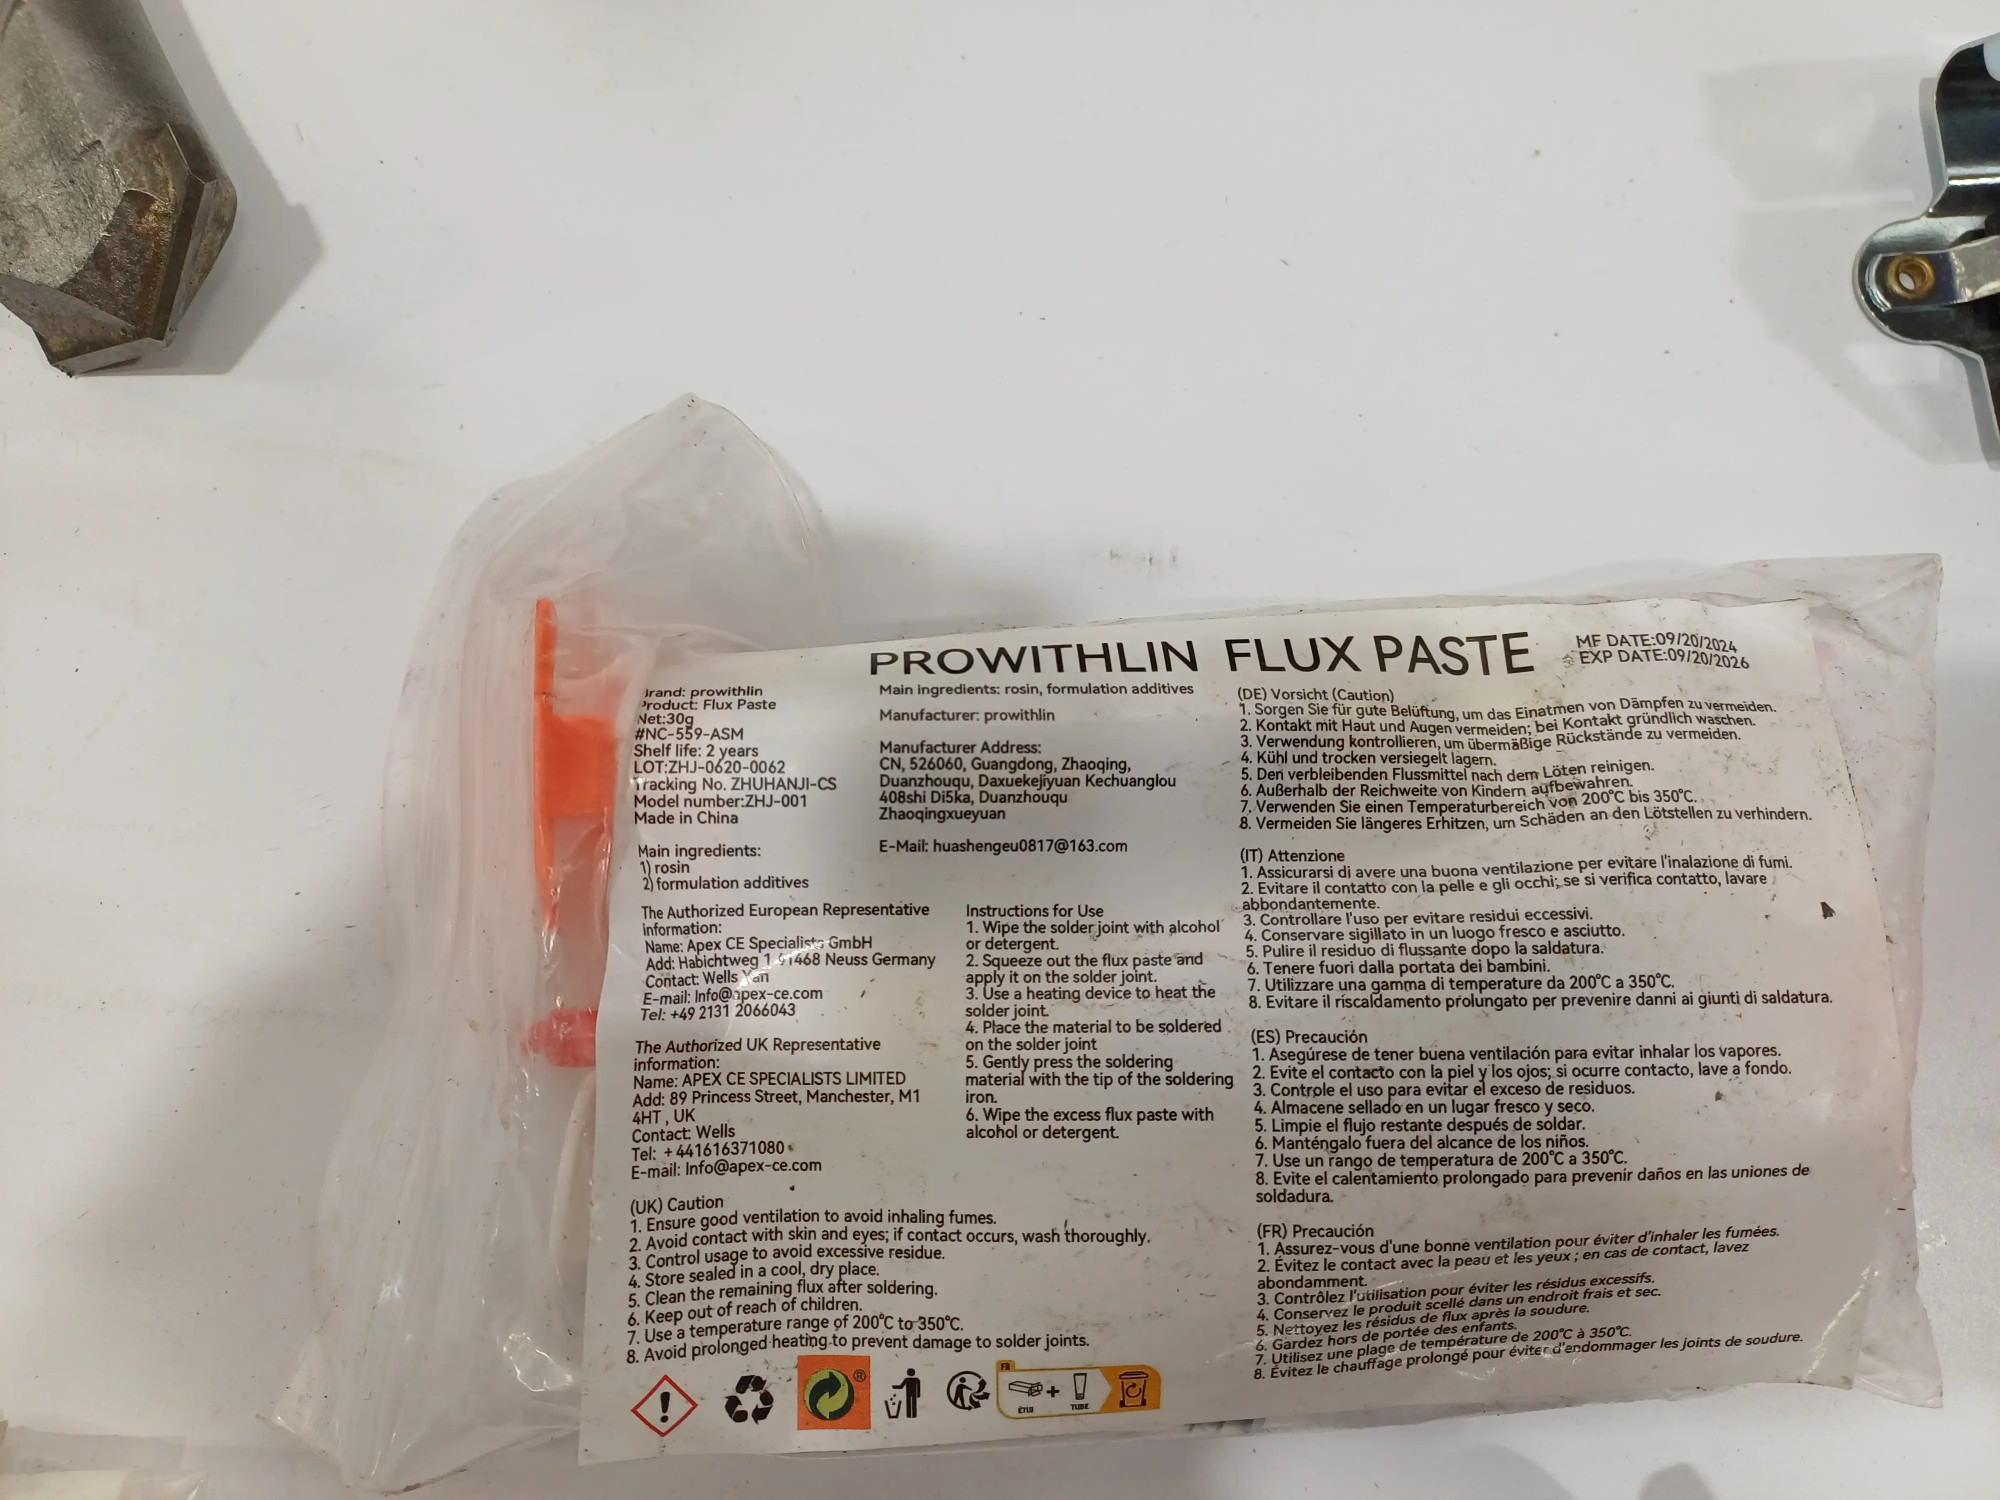 PROWITHLIN FLUX PASTE
MF DATE:09/20/2024
EXP DATE:09/20/2026
rand: prowithlin
Product: Flux Paste
Net:30g
#NC-559-ASM
Shelf life: 2 years
LOT:ZHJ-0620-0062
Tracking No. ZHUHANJI-CS
Model number:ZHJ-001
Made in China
Main ingredients:
1) rosin
2) formulation additives
Main ingredients: rosin, formulation additives
Manufacturer: prowithlin
Manufacturer Address:
CN, 526060, Guangdong, Zhaoqing,
Duanzhouqu, Daxuekejiyuan Kechuanglou
408shi Di5ka, Duanzhouqu
Zhaoqingxueyuan
E-Mail: huashengeu0817@163.com
The Authorized European Representative
information:
Name: Apex CE Specialists GmbH
Add: Habichtweg 1 41468 Neuss Germany
Contact: Wells Yan
E-mail: Info@apex-ce.com
Tel: +49 2131 2066043
The Authorized UK Representative
information:
Name: APEX CE SPECIALISTS LIMITED
Add: 89 Princess Street, Manchester, M1
4HT , UK
Contact: Wells
Tel: +441616371080
E-mail: Info@apex-ce.com
Instructions for Use
1. Wipe the solder joint with alcohol
or detergent.
2. Squeeze out the flux paste and
apply it on the solder joint.
3. Use a heating device to heat the
solder joint.
4. Place the material to be soldered
on the solder joint
5. Gently press the soldering
material with the tip of the soldering
iron.
6. Wipe the excess flux paste with
alcohol or detergent.
(UK) Caution
1. Ensure good ventilation to avoid inhaling fumes.
2. Avoid contact with skin and eyes; if contact occurs, wash thoroughly.
3. Control usage to avoid excessive residue.
4. Store sealed in a cool, dry place.
5. Clean the remaining flux after soldering.
6. Keep out of reach of children.
7. Use a temperature range of 200°C to 350°C.
8. Avoid prolonged heating to prevent damage to solder joints.
(DE) Vorsicht (Caution)
1. Sorgen Sie für gute Belüftung, um das Einatmen von Dämpfen zu vermeiden.
2. Kontakt mit Haut und Augen vermeiden; bei Kontakt gründlich waschen.
3. Verwendung kontrollieren, um übermäßige Rückstände zu vermeiden.
4. Kühl und trocken versiegelt lagern.
5. Den verbleibenden Flussmittel nach dem Löten reinigen.
6. Außerhalb der Reichweite von Kindern aufbewahren.
7. Verwenden Sie einen Temperaturbereich von 200°C bis 350°C.
8. Vermeiden Sie längeres Erhitzen, um Schäden an den Lötstellen zu verhindern.
(IT) Attenzione
1. Assicurarsi di avere una buona ventilazione per evitare l'inalazione di fumi.
2. Evitare il contatto con la pelle e gli occhi; se si verifica contatto, lavare
abbondantemente.
3. Controllare l'uso per evitare residui eccessivi.
4. Conservare sigillato in un luogo fresco e asciutto.
5. Pulire il residuo di flussante dopo la saldatura.
6. Tenere fuori dalla portata dei bambini.
7. Utilizzare una gamma di temperatura da 200°C a 350°C.
8. Evitare il riscaldamento prolungato per prevenire danni ai giunti di saldatura.
(ES) Precaución
1. Asegúrese de tener buena ventilación para evitar inhalar los vapores.
2. Evite el contacto con la piel y los ojos; si ocurre contacto, lave a fondo.
3. Controle el uso para evitar el exceso de residuos.
4. Almacene sellado en un lugar fresco y seco.
5. Limpie el flujo restante después de soldar.
6. Manténgalo fuera del alcance de los niños.
7. Use un rango de temperatura de 200°C a 350°C.
8. Evite el calentamiento prolongado para prevenir daños en las uniones de
soldadura.
(FR) Precaución
1. Assurez-vous d'une bonne ventilation pour éviter d'inhaler les fumées.
2. Évitez le contact avec la peau et les yeux ; en cas de contact, lavez
abondamment.
3. Contrôlez l'utilisation pour éviter les résidus excessifs.
4. Conservez le produit scellé dans un endroit frais et sec.
5. Nettoyez les résidus de flux après la soudure.
6. Gardez hors de portée des enfants.
7. Utilisez une plage de température de 200°C à 350°C.
8. Évitez le chauffage prolongé pour éviter d'endommager les joints de soudure.
®
FR
ÉTUI
+
TUBE